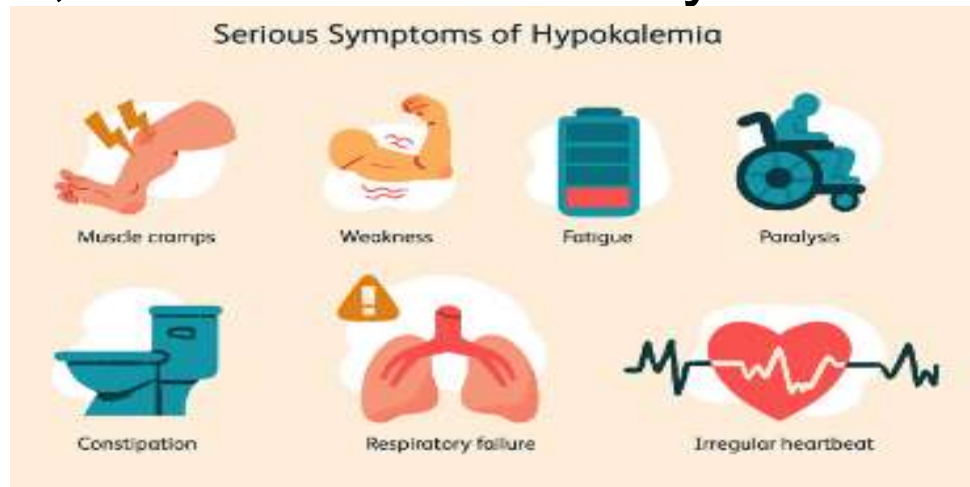 Serious Symptoms of Hypokalemia
Muscle cramps
Weakness
Fatigue
Paralysis
Constipation
Respiratory failure
Irregular heartbeat